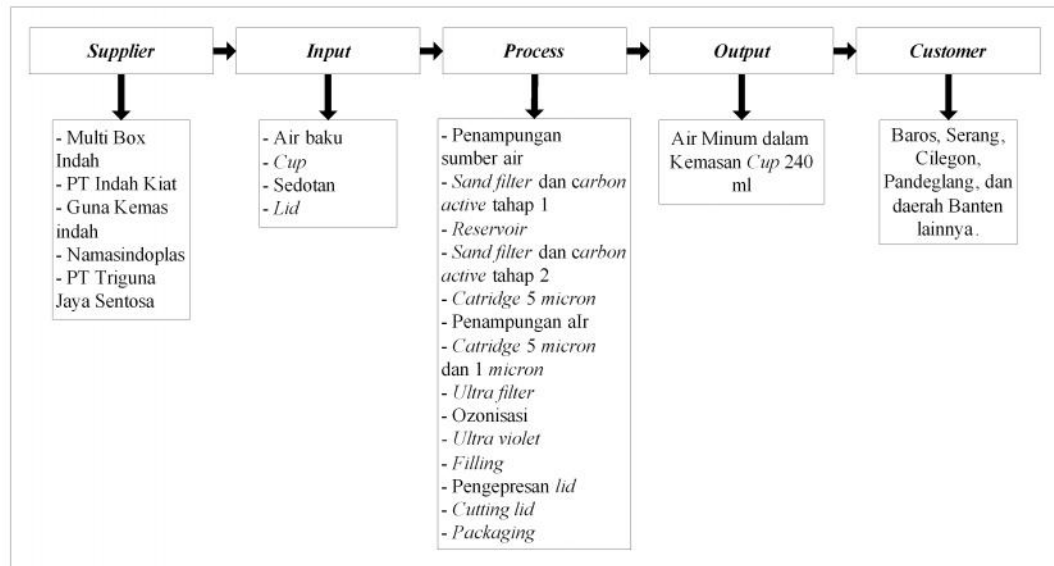 Supplier
Input
Process
Output
Customer
- Multi Box
Indah
- PT Indah Kiat
- Guna Kemas
indah
- Namasindoplas
- PT Triguna
Jaya Sentosa
- Air baku
- Cup
- Sedotan
- Lid
- Penampungan
sumber air
- Sand filter dan carbon
active tahap 1
- Reservoir
- Sand filter dan carbon
active tahap 2
- Catridge 5 micron
- Penampungan aIr
- Catridge 5 micron
dan 1 micron
- Ultra filter
- Ozonisasi
- Ultra violet
- Filling
- Pengepresan lid
- Cutting lid
- Packaging
Air Minum dalam
Kemasan Cup 240
ml
Baros, Serang,
Cilegon,
Pandeglang, dan
daerah Banten
lainnya.